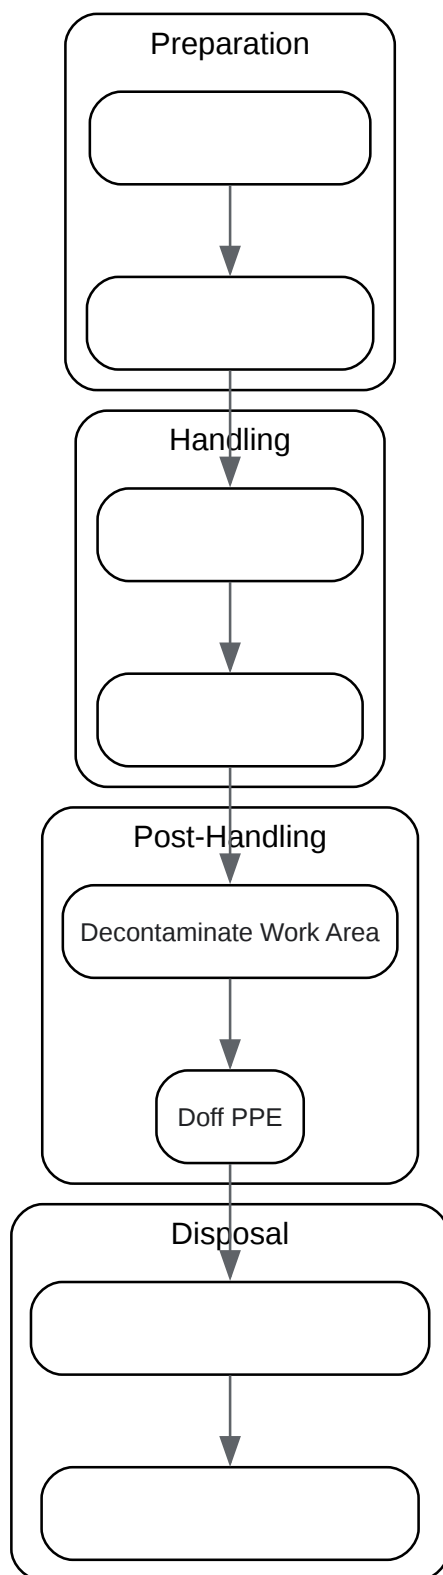 Preparation
Handling
Post-Handling
Decontaminate Work Area
Doff PPE
Disposal